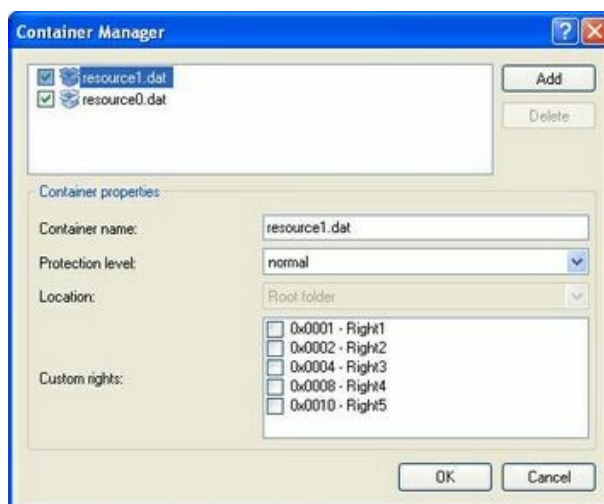 Container Manager
resource1.dat
Add
resource0.dat
Delete
Container properties
Container name:
resource1.dat
Protection level:
normal
Location:
Root folder
0x0001 - Right1
0x0002 - Right2
0x0004 - Right3
Custom rights:
0x0008 - Right4
0x0010 - Right5
OK
Cancel